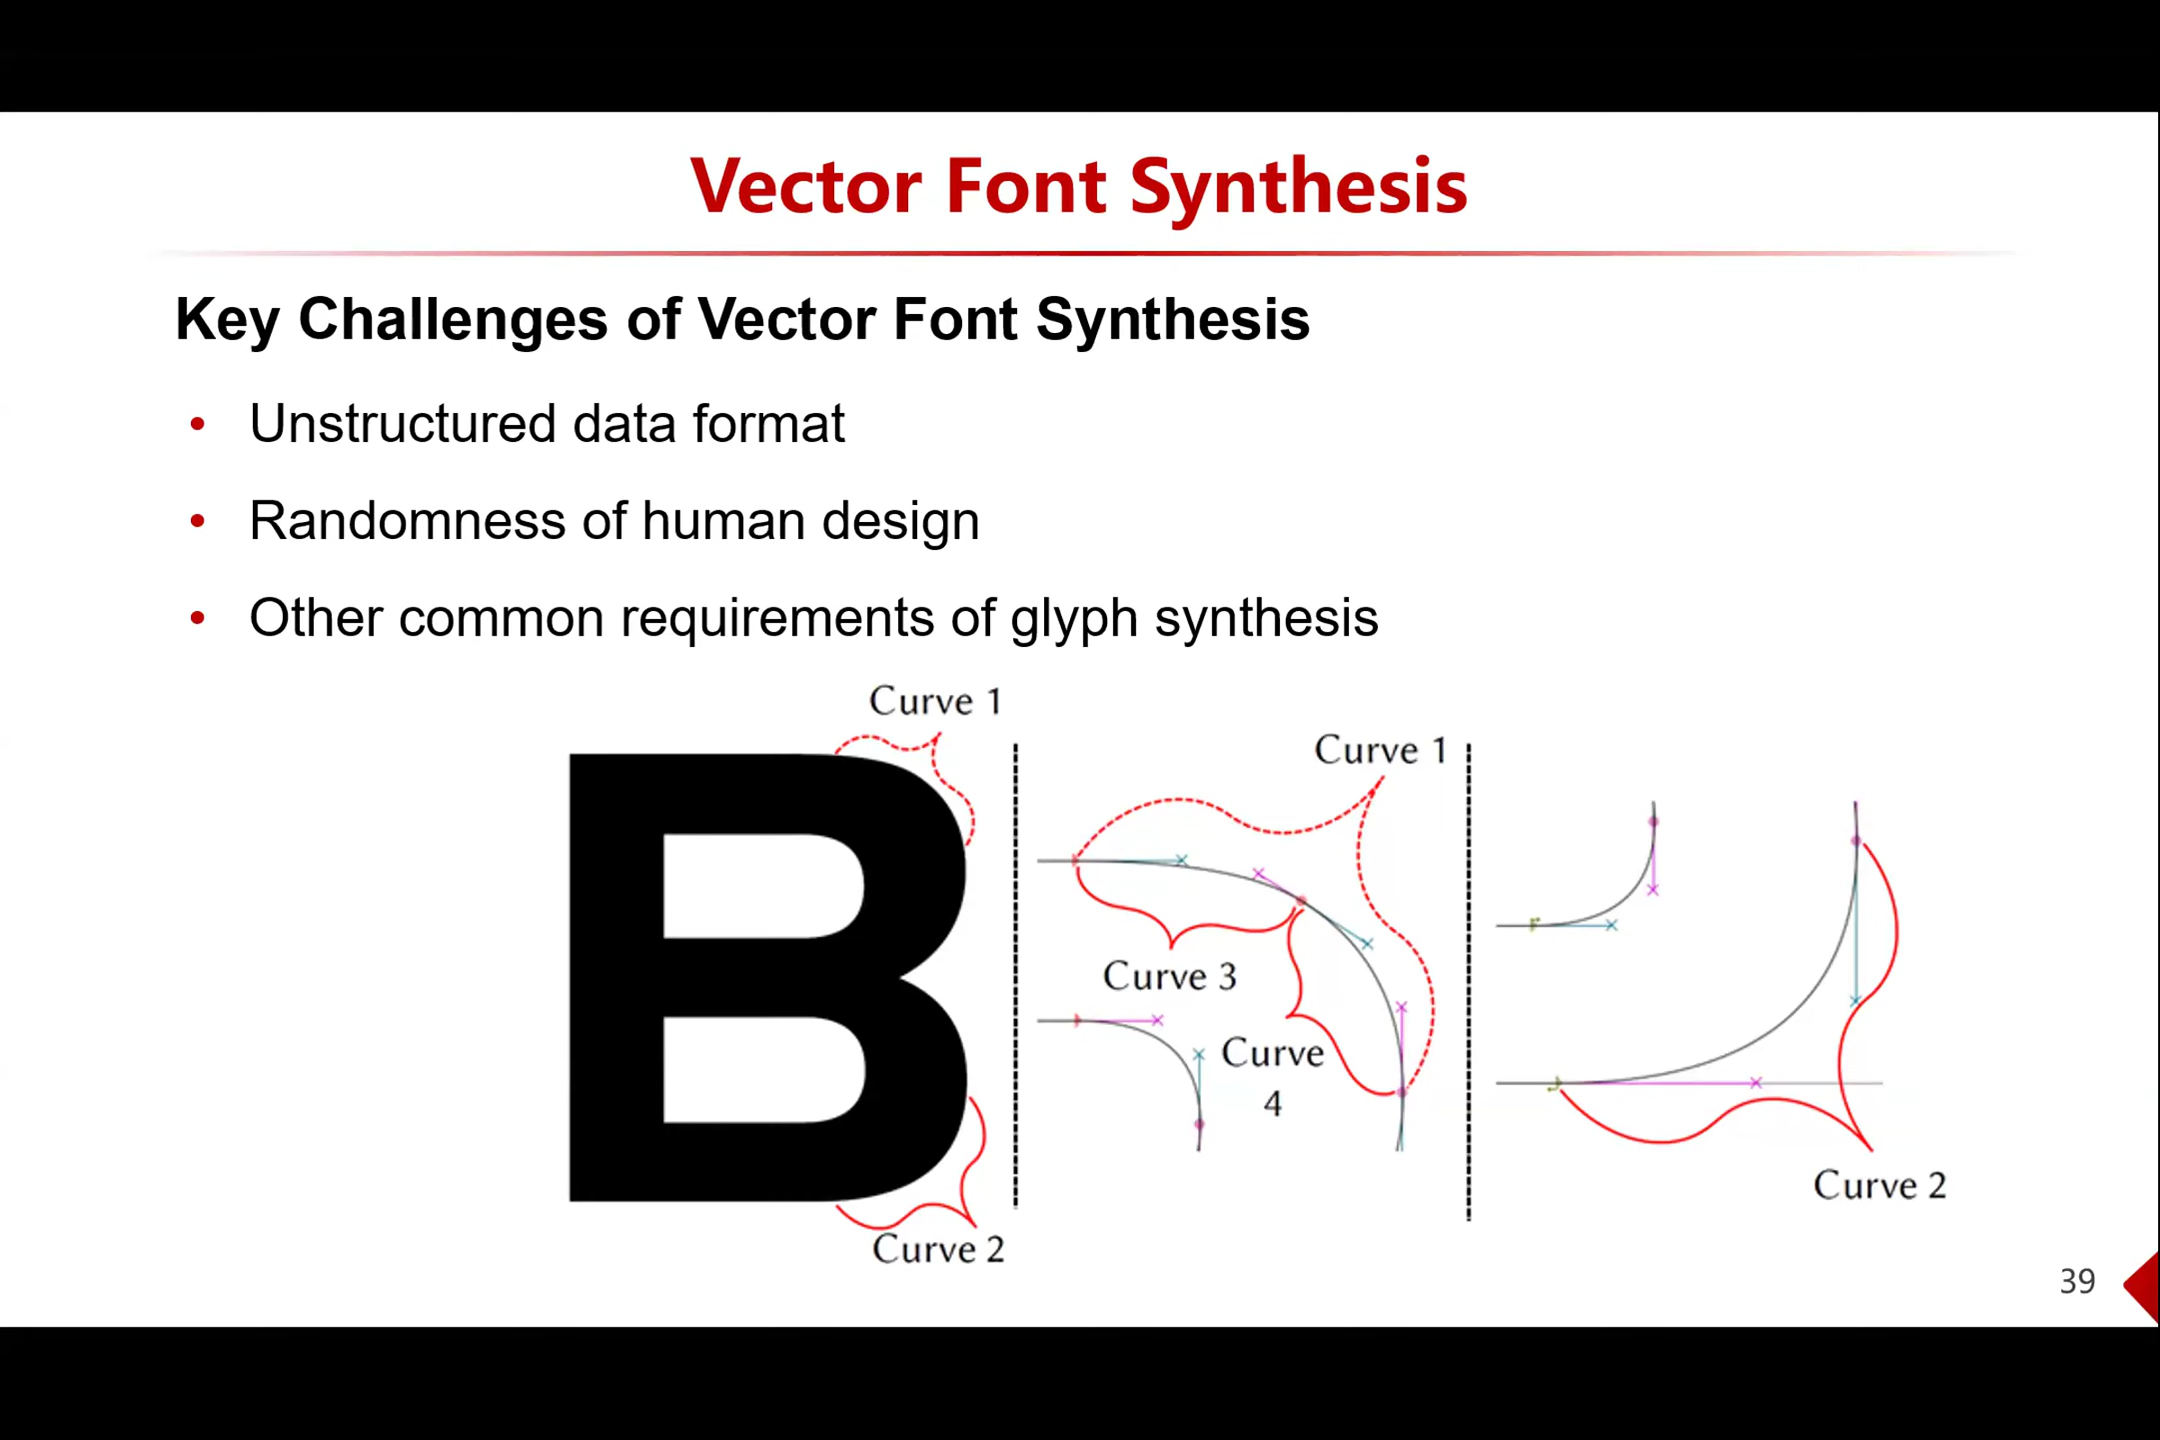 Vector Font Synthesis
Key Challenges of Vector Font Synthesis
• Unstructured data format
• Randomness of human design
• Other common requirements of glyph synthesis
Curve 1
B
Curve 2
Curve 1
Curve 3
Curve
4
Curve 2
39